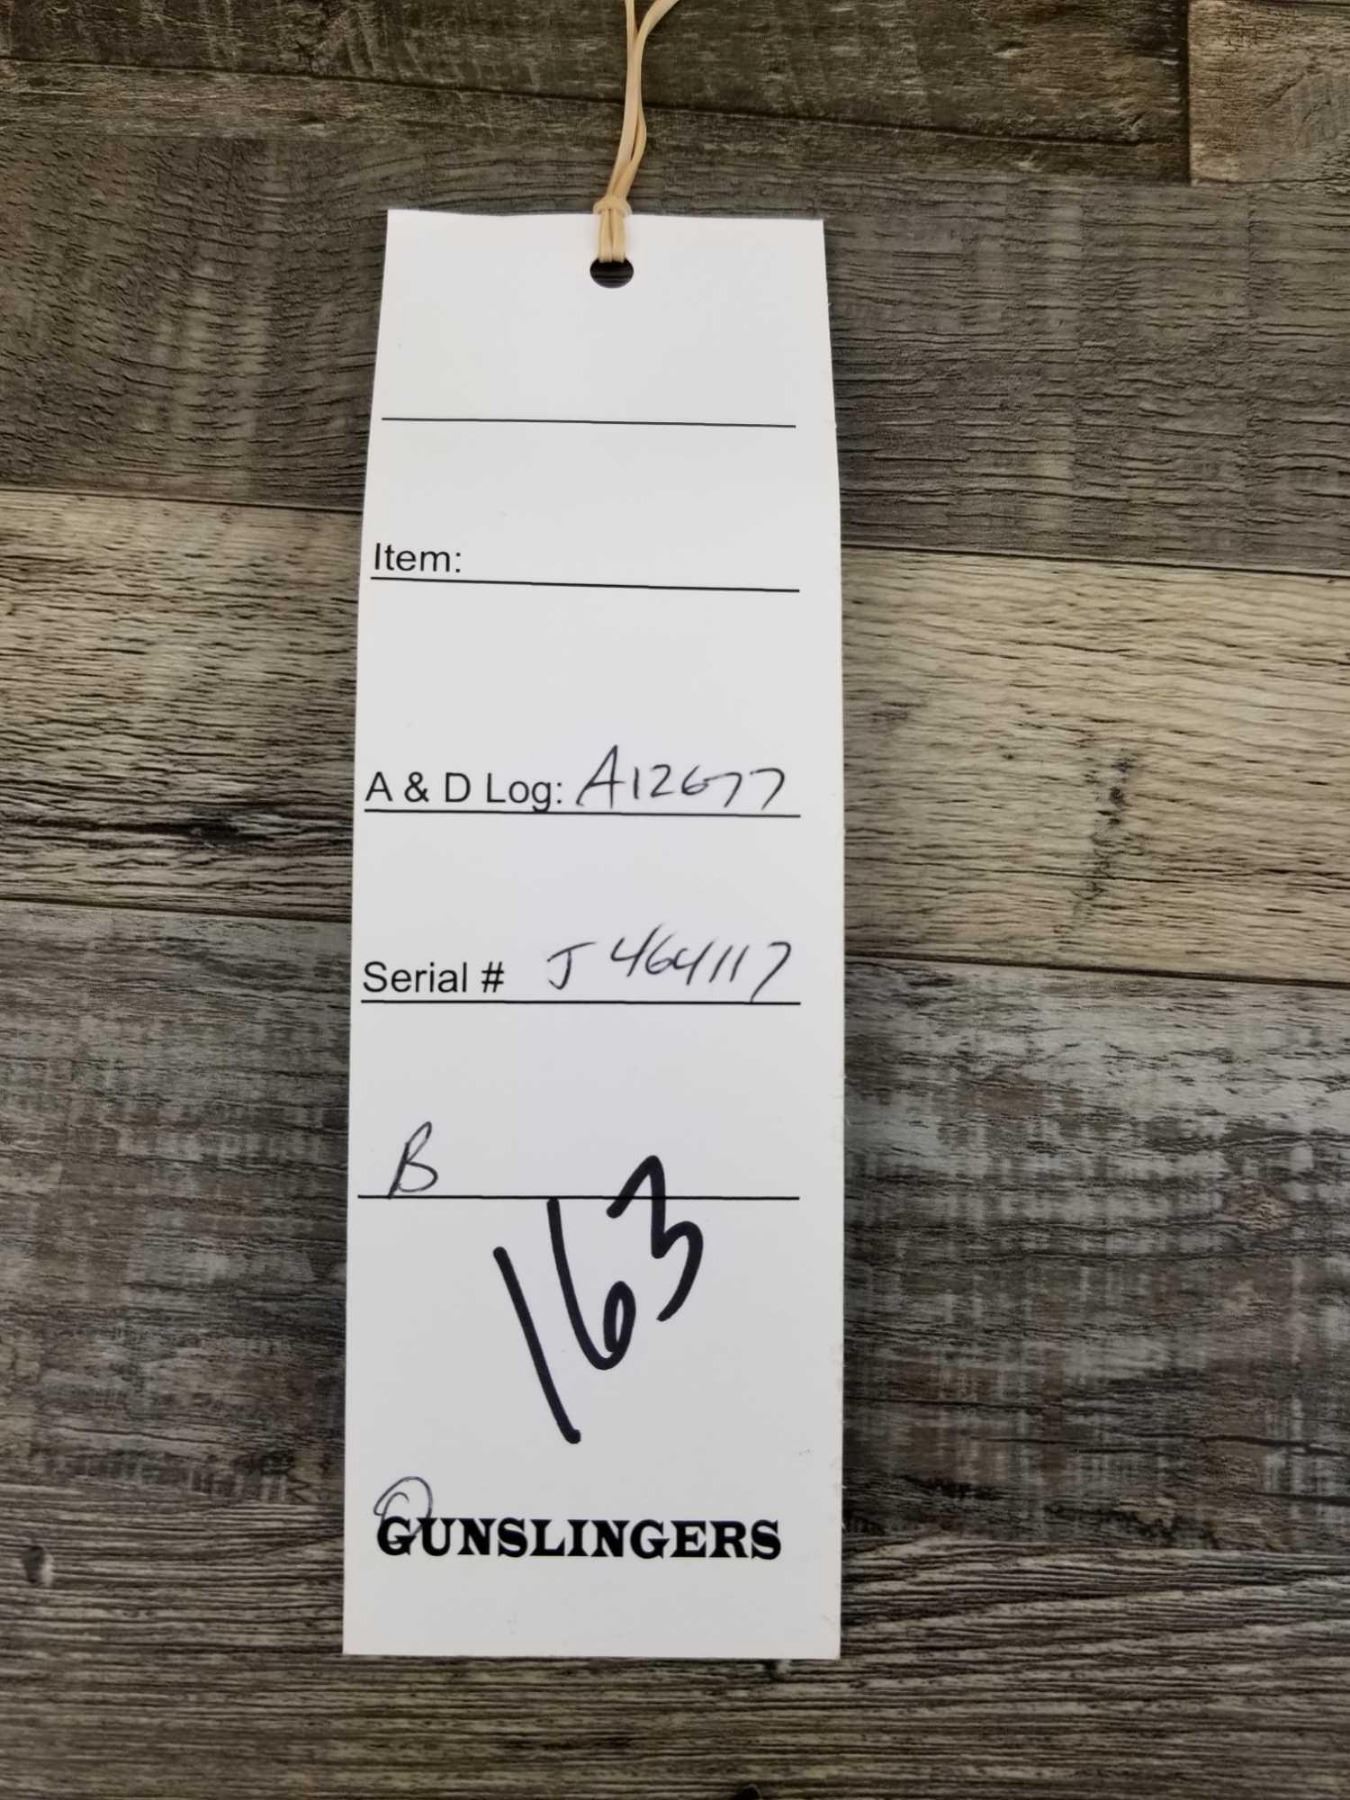 Item:
A & D Log: A12677
Serial # J464117
B
163
GUNSLINGERS